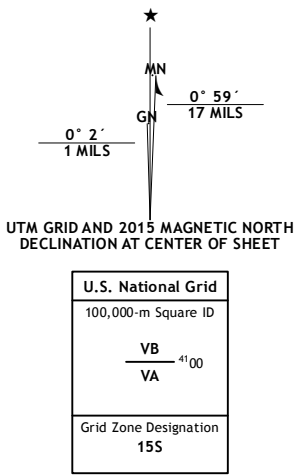 ★
MN
0° 59´
17 MILS
GN
0° 2´
1 MILS
UTM GRID AND 2015 MAGNETIC NORTH
DECLINATION AT CENTER OF SHEET
U.S. National Grid
100,000-m Square ID
VB
4100
VA
Grid Zone Designation
15S